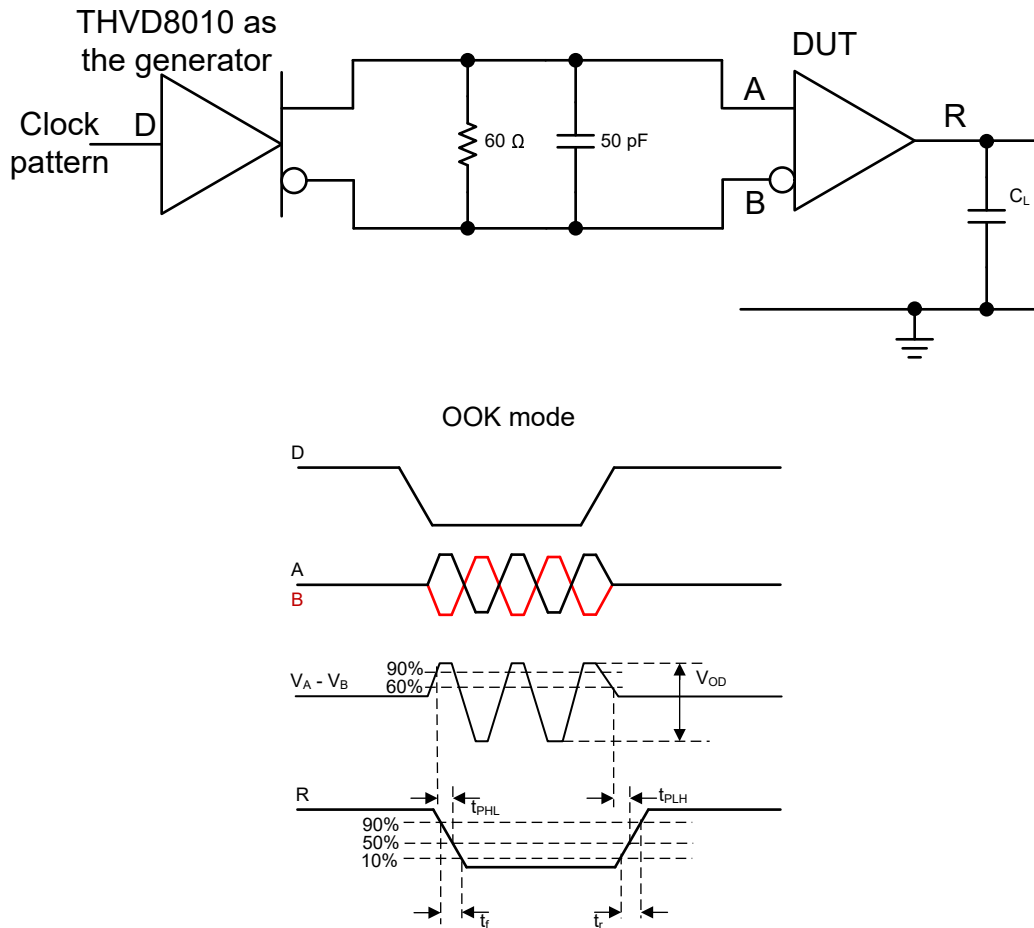 THVD8010 as
the generator
DUT
Clock
pattern
D
60 Ω
50 pF
A
B
R
CL
OOK mode
D
A
B
90%
60%
VA - VB
VOD
R
tPHL
tPLH
90%
50%
10%
tf
tr